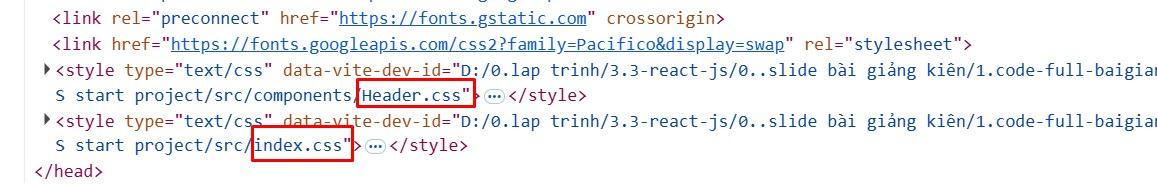 <link rel="preconnect" href="https://fonts.gstatic.com" crossorigin>
<link href="https://fonts.googleapis.com/css2?family=Pacifico&display=swap" rel="stylesheet">
<style type="text/css" data-vite-dev-id="D:/0.lap trinh/3.3-react-js/0..slide bài giảng kiên/1.code-full-baigian
S start project/src/components/Header.css">…</style>
<style type="text/css" data-vite-dev-id="D:/0.lap trinh/3.3-react-js/0..slide bài giảng kiên/1.code-full-baigian
S start project/src/index.css">…</style>
</head>